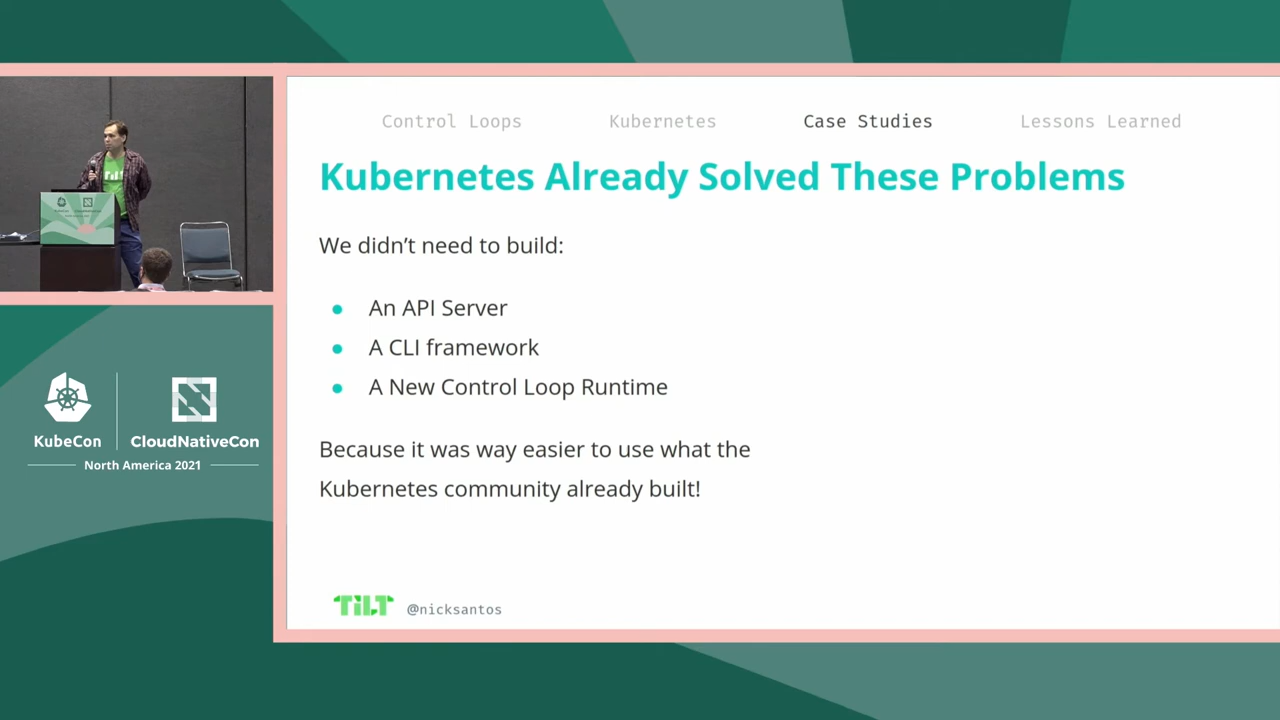 Control Loops Kubernetes Case Studies Lessons Learned
Kubernetes Already Solved These Problems
We didn’t need to build:
● An API Server
● A CLI framework
● A New Control Loop Runtime
Because it was way easier to use what the
Kubernetes community already built!
TiLT @nicksantos
KubeCon CloudNativeCon
North America 2021